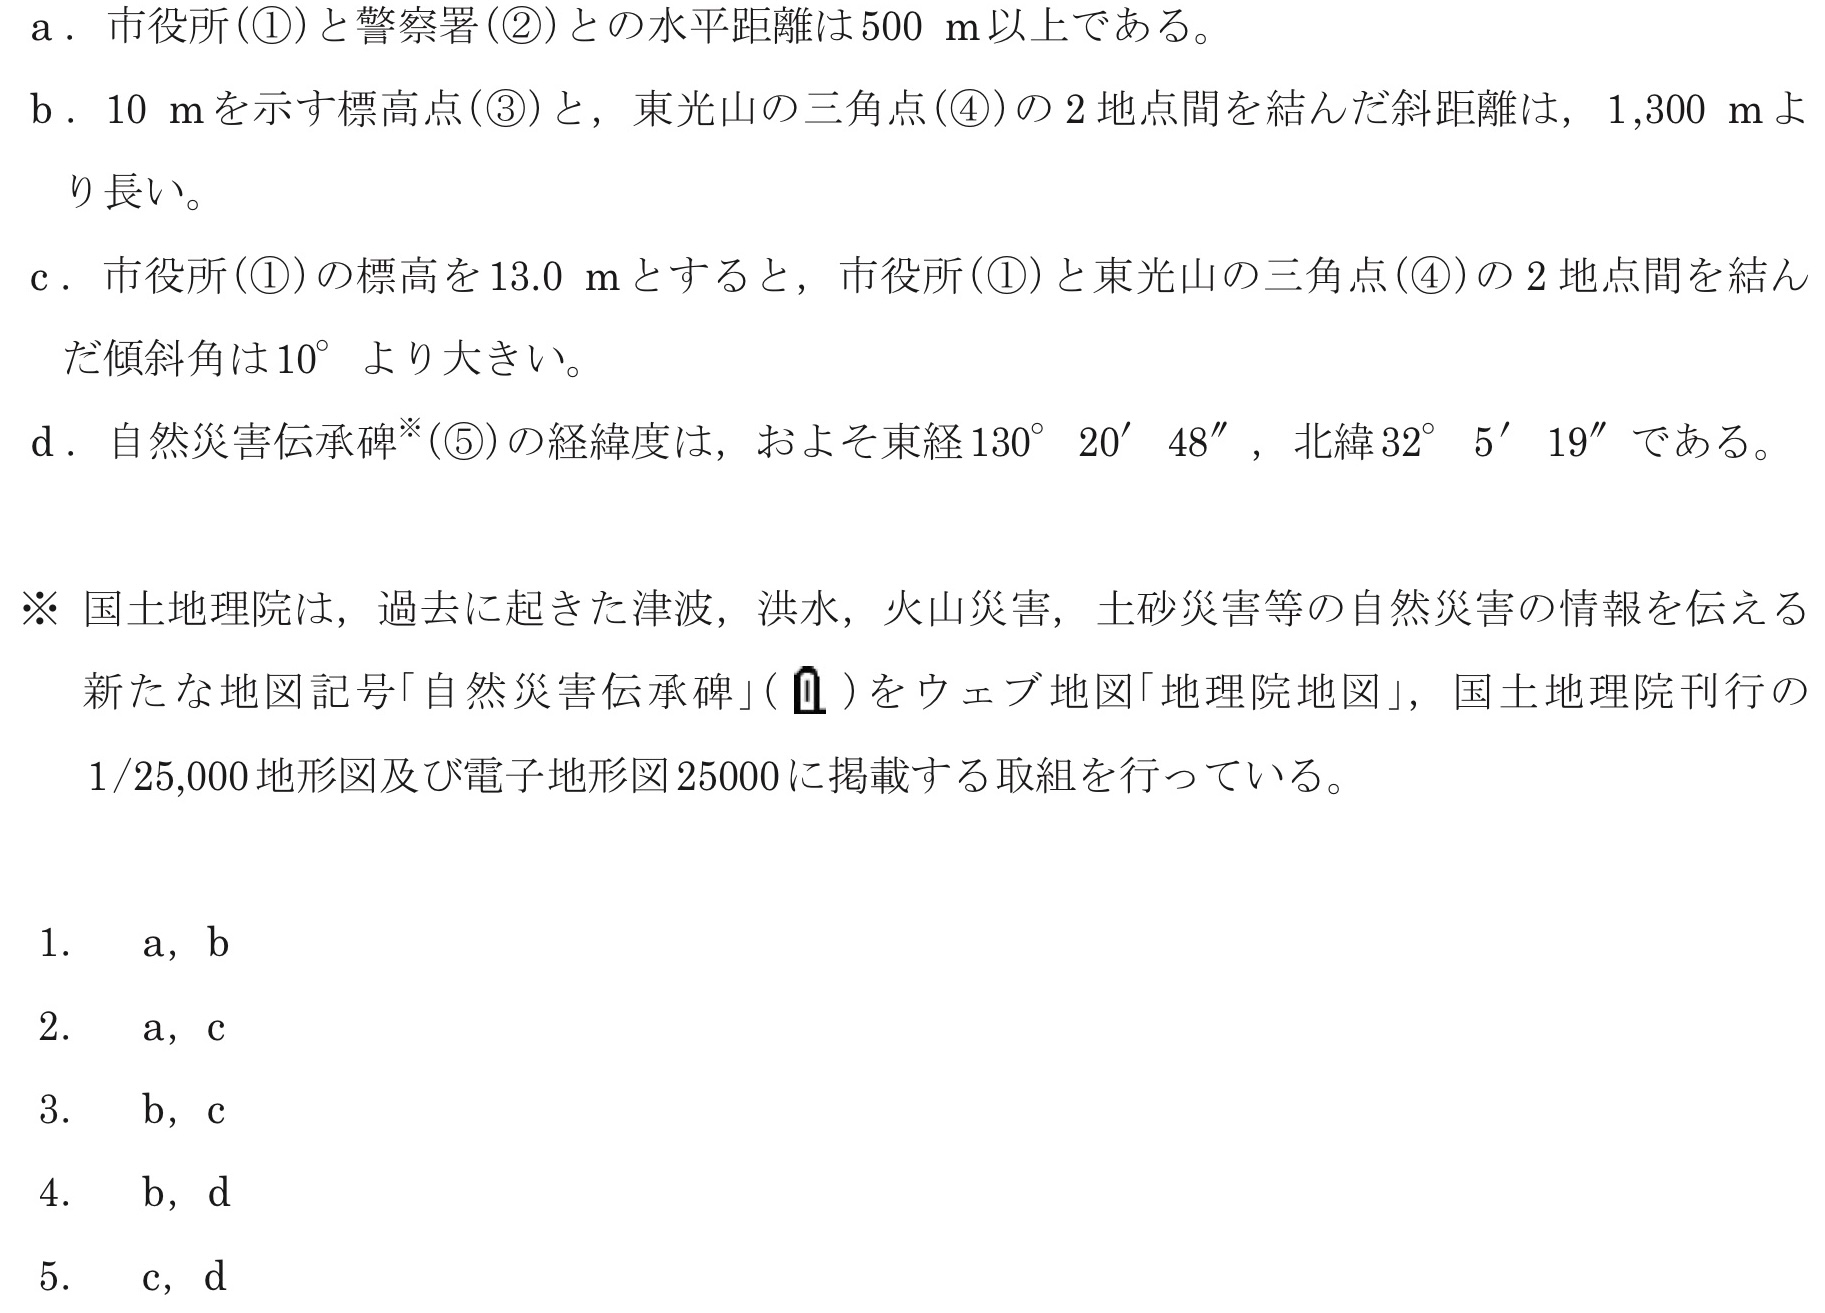 a．市役所(①)と警察署(②)との水平距離は500 m以上である。
b．10 mを示す標高点(③)と，東光山の三角点(④)の2地点間を結んだ斜距離は，1,300 mよ
り長い。
c．市役所(①)の標高を13.0 mとすると，市役所(①)と東光山の三角点(④)の2地点間を結ん
だ傾斜角は10° より大きい。
d．自然災害伝承碑※(⑤)の経緯度は，およそ東経130° 20′ 48″，北緯32° 5′ 19″ である。
※ 国土地理院は，過去に起きた津波，洪水，火山災害，土砂災害等の自然災害の情報を伝える
新たな地図記号「自然災害伝承碑」( )をウェブ地図「地理院地図」，国土地理院刊行の
1/25,000地形図及び電子地形図25000に掲載する取組を行っている。
1. a，b
2. a，c
3. b，c
4. b，d
5. c，d